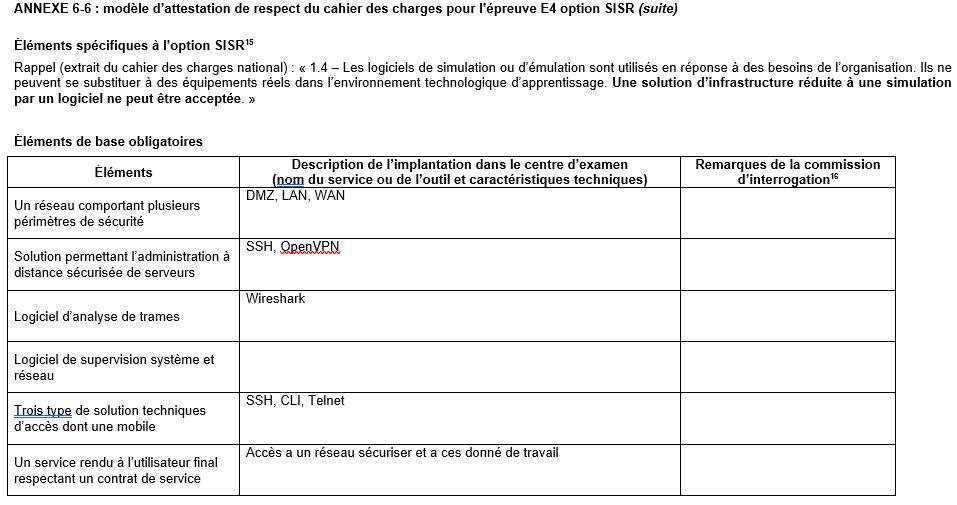 ANNEXE 6-6 : modèle d’attestation de respect du cahier des charges pour l’épreuve E4 option SISR (suite)
Éléments spécifiques à l’option SISR15
Rappel (extrait du cahier des charges national) : « 1.4 – Les logiciels de simulation ou d’émulation sont utilisés en réponse à des besoins de l’organisation. Ils ne
peuvent se substituer à des équipements réels dans l’environnement technologique d’apprentissage. Une solution d’infrastructure réduite à une simulation
par un logiciel ne peut être acceptée. »
Éléments de base obligatoires
Éléments
Description de l’implantation dans le centre d’examen
(nom du service ou de l’outil et caractéristiques techniques)
Remarques de la commission
d’interrogation16
Un réseau comportant plusieurs
périmètres de sécurité
DMZ, LAN, WAN
Solution permettant l’administration à
distance sécurisée de serveurs
SSH, OpenVPN
Logiciel d’analyse de trames
Wireshark
Logiciel de supervision système et
réseau
Trois type de solution techniques
d’accès dont une mobile
SSH, CLI, Telnet
Un service rendu à l’utilisateur final
respectant un contrat de service
Accès a un réseau sécuriser et a ces donné de travail